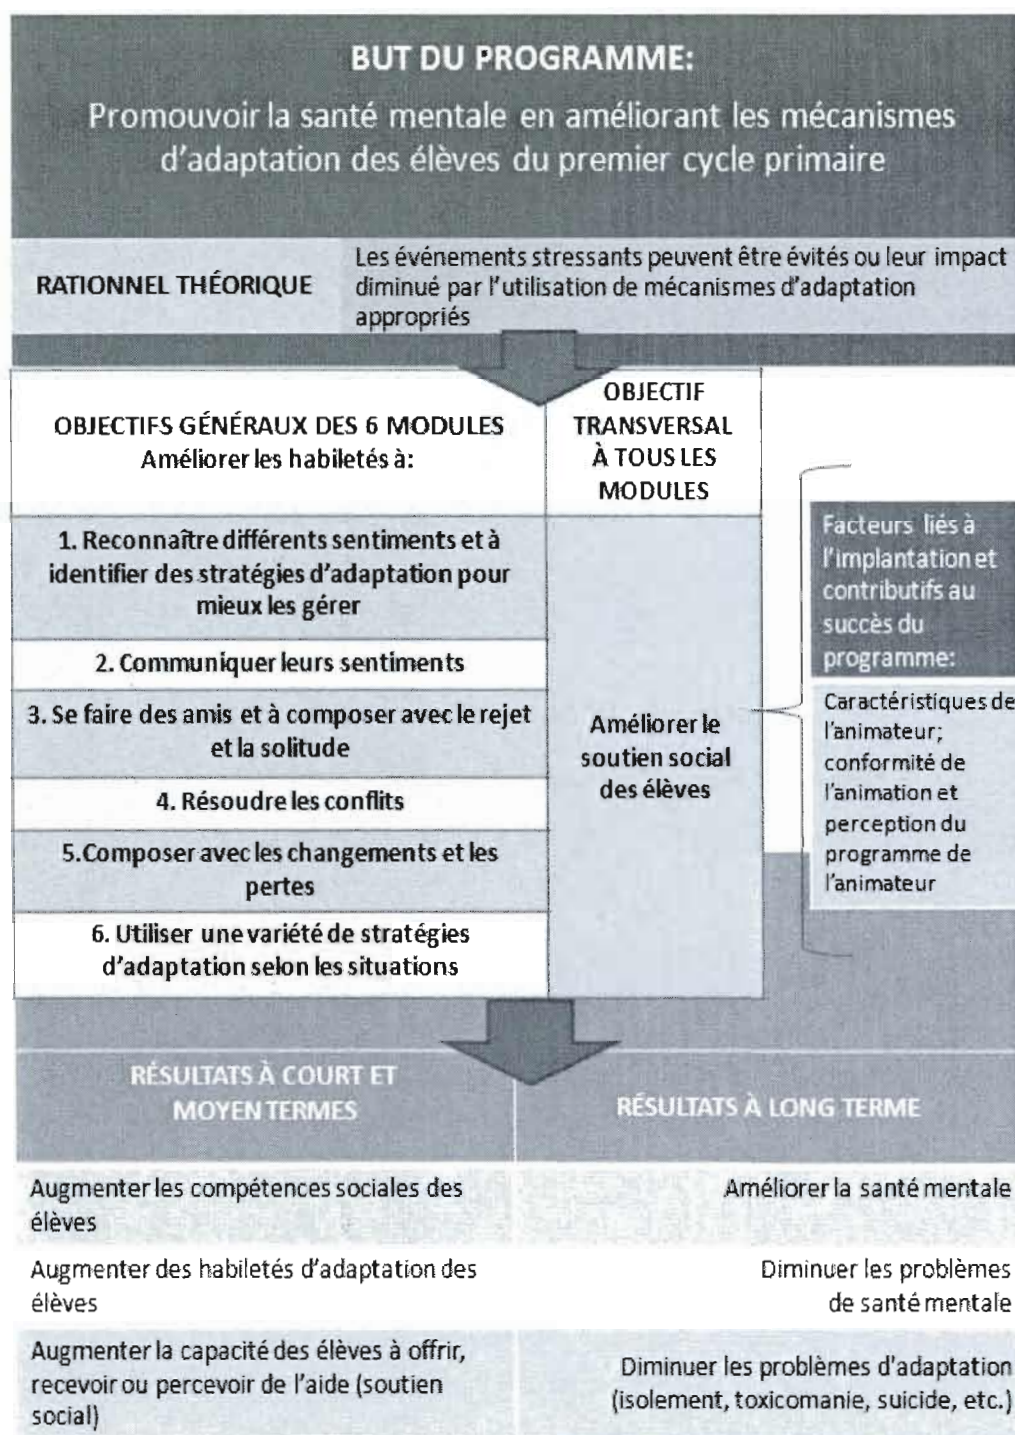 BUT DU PROGRAMME:
Promouvoir la santé mentale en améliorant les mécanismes
d'adaptation des élèves du premier cycle primaire
RATIONNEL THÉORIQUE
Les événements stressants peuvent être évités ou leur impact
diminué par l'utilisation de mécanismes d'adaptation
appropriés
OBJECTIFS GÉNÉRAUX DES 6 MODULES
Améliorer les habiletés à:
OBJECTIF
TRANSVERSAL
À TOUS LES
MODULES
1. Reconnaître différents sentiments et à
identifier des stratégies d'adaptation pour
mieux les gérer
2. Communiquer leurs sentiments
3. Se faire des amis et à composer avec le rejet
et la solitude
4. Résoudre les conflits
5.Composer avec les changements et les
pertes
6. Utiliser une variété de stratégies
d'adaptation selon les situations
Améliorer le
soutien social
des élèves
Facteurs liés à
l'implantation et
contributifs au
succès du
programme:
Caractéristiques de
l'animateur;
conformité de
l'animation et
perception du
programme de
l'animateur
RÉSULTATS À COURT ET
MOYEN TERMES
RÉSULTATS À LONG TERME
Augmenter les compétences sociales des
élèves
Améliorer la santé mentale
Augmenter des habiletés d'adaptation des
élèves
Diminuer les problèmes
de santé mentale
Augmenter la capacité des élèves à offrir,
recevoir ou percevoir de l'aide (soutien
social)
Diminuer les problèmes d'adaptation
(isolement, toxicomanie, suicide, etc.)